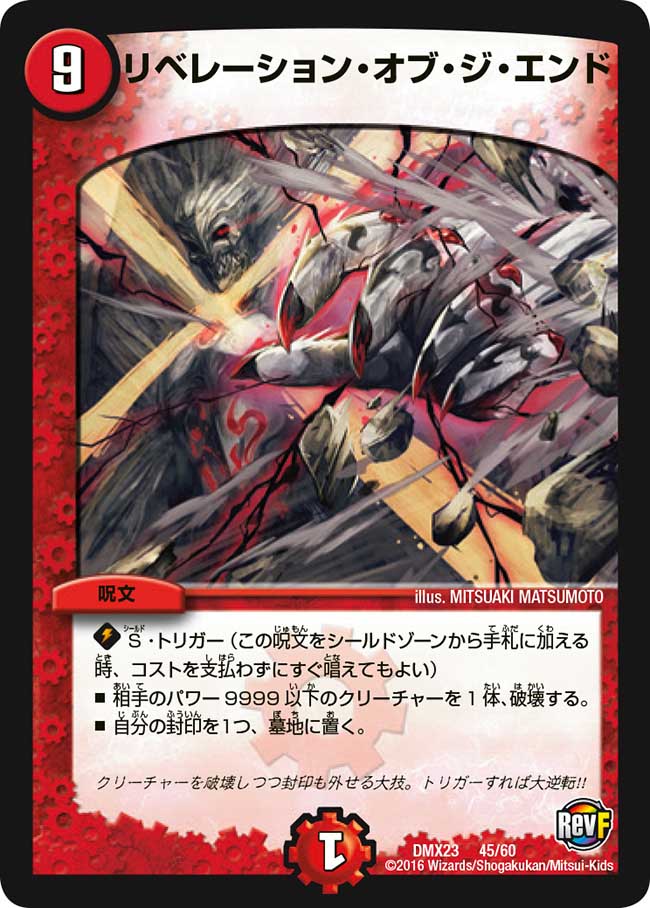 9
リベレーション・オブ・ジ・エンド
呪文
illus. MITSUAKI MATSUMOTO
S・トリガー（この呪文をシールドゾーンから手札に加える
時、コストを支払わずにすぐ唱えてもよい）
■ 相手のパワー9999以下のクリーチャーを1体、破壊する。
■ 自分の封印を1つ、墓地に置く。
クリーチャーを破壊しつつ封印も外せる大技。トリガーすれば大逆転!!
RevF
1
DMX23 45/60
©2016 Wizards/Shogakukan/Mitsui-Kids